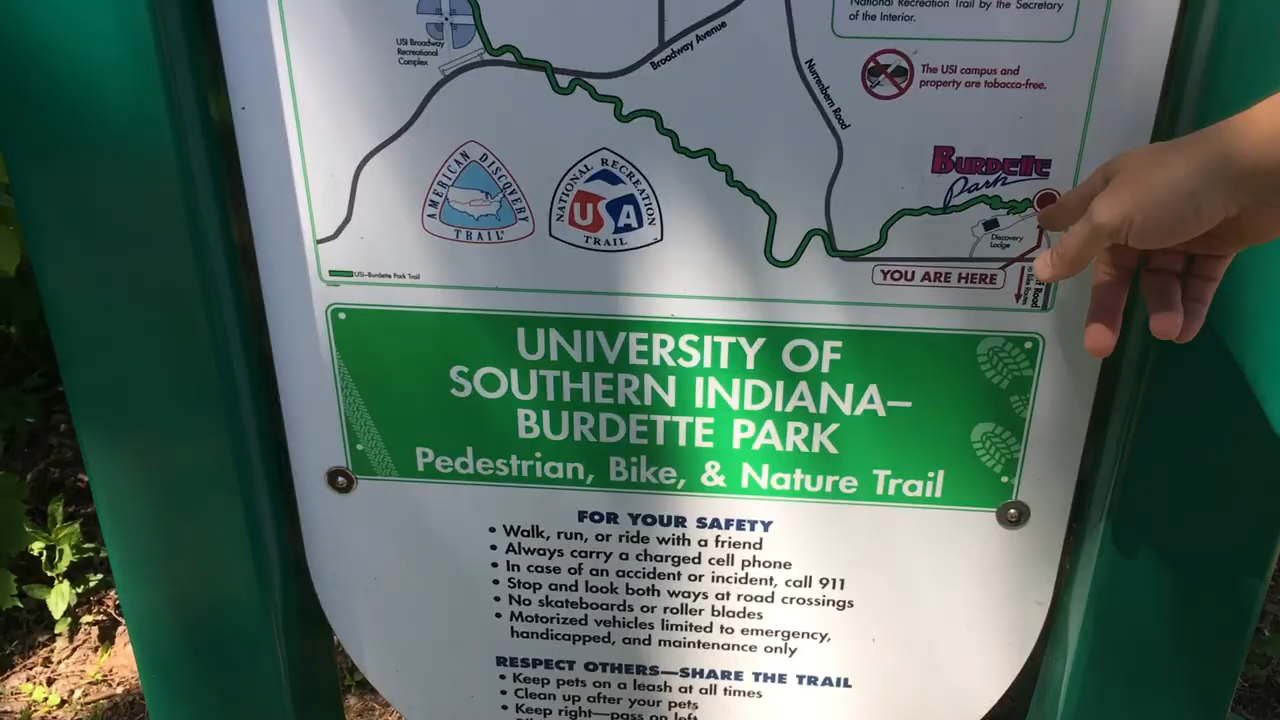 National Recreation Trail by the Secretary
of the Interior.
USI Broadway
Recreational
Complex
Broadway Avenue
Nurrenbern Road
The USI campus and
property are tobacco-free.
AMERICAN DISCOVERY
TRAIL
NATIONAL RECREATION
USA
TRAIL
BURDETTE
Park
Discovery
Lodge
YOU ARE HERE
Road
USI–Burdette Park Trail
UNIVERSITY OF
SOUTHERN INDIANA–
BURDETTE PARK
Pedestrian, Bike, & Nature Trail
FOR YOUR SAFETY
• Walk, run, or ride with a friend
• Always carry a charged cell phone
• In case of an accident or incident, call 911
• Stop and look both ways at road crossings
• No skateboards or roller blades
• Motorized vehicles limited to emergency,
handicapped, and maintenance only
RESPECT OTHERS—SHARE THE TRAIL
• Keep pets on a leash at all times
• Clean up after your pets
• Keep right—pass on left